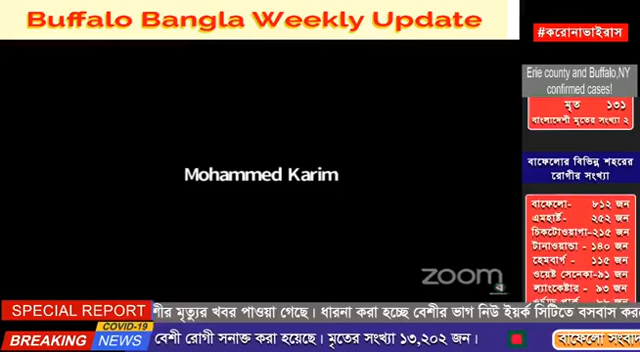 Buffalo Bangla Weekly Update
#করোনাভাইরাস
Erie county and Buffalo,NY
confirmed cases!
মৃত ১৩১
বাংলাদেশী মৃতের সংখ্যা ২
Mohammed Karim
বাফেলোর বিভিন্ন শহরের
রোগীর সংখ্যা
বাফেলো- ৮১২ জন
এমহার্ষ্ট- ২৫২ জন
চিকটোওয়াগা-২১৫ জন
টানাওয়ান্ডা - ১৪০ জন
হেমবার্গ - ১১৫ জন
ওয়েষ্ট সেনেকা-৯১ জন
ল্যাংকেষ্টার - ৯৩ জন
zoom
SPECIAL REPORT
মৃত্যুর খবর পাওয়া গেছে। ধারনা করা হচ্ছে বেশীর ভাগ নিউ ইয়র্ক সিটিতে বসবাস
COVID-19
BREAKING NEWS
বেশী রোগী সনাক্ত করা হয়েছে। মৃতের সংখ্যা ১৩,২০২ জন।
বাফেলো সংবাদ